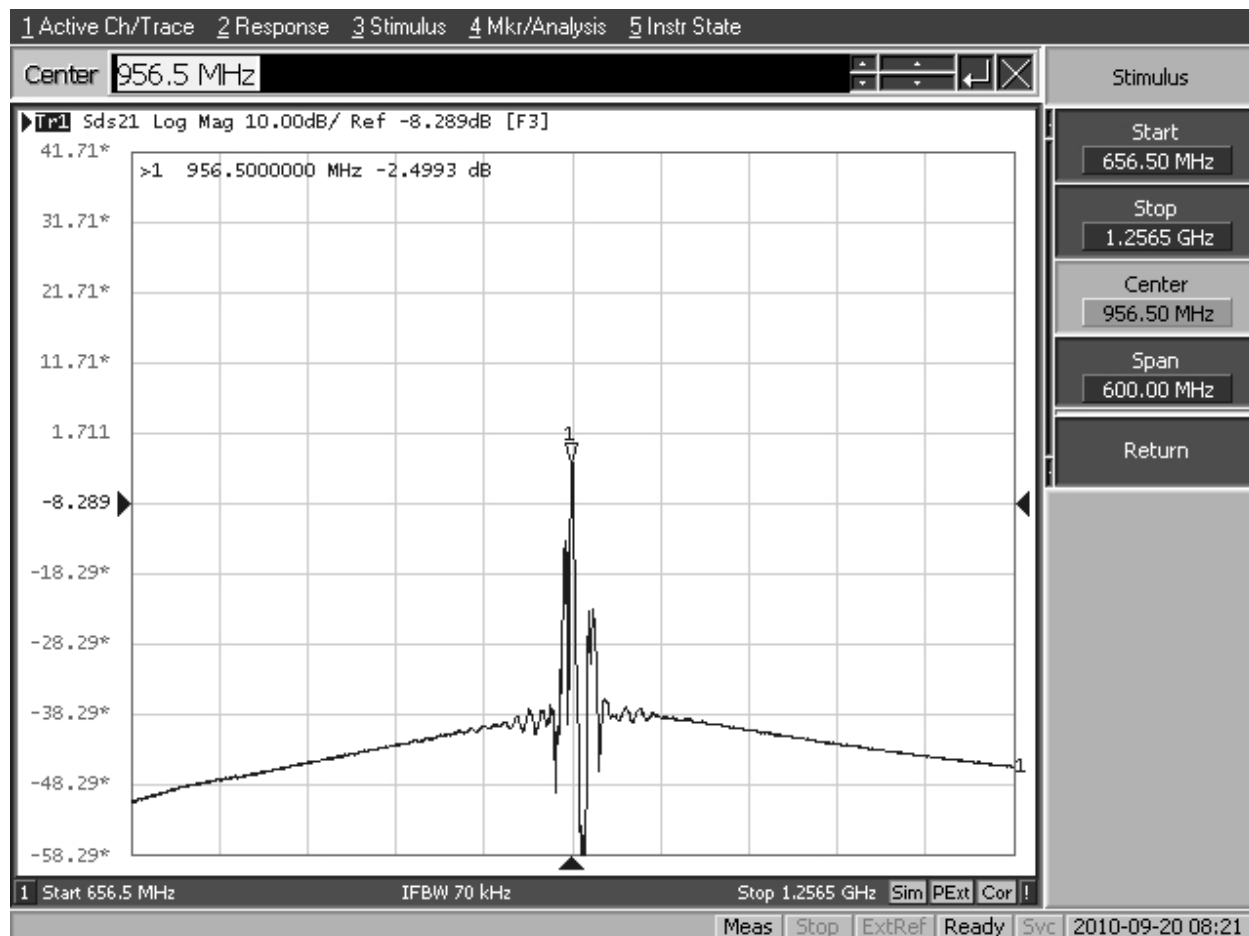 1 Active Ch/Trace 2 Response 3 Stimulus 4 Mkr/Analysis 5 Instr State
Center 956.5 MHz
Stimulus
Tr1 Sds21 Log Mag 10.00dB/ Ref -8.289dB [F3]
41.71*
>1 956.5000000 MHz -2.4993 dB
31.71*
21.71*
11.71*
1.711
-8.289
-18.29*
-28.29*
-38.29*
-48.29*
-58.29*
1
1
Start
656.50 MHz
Stop
1.2565 GHz
Center
956.50 MHz
Span
600.00 MHz
Return
1 Start 656.5 MHz IFBW 70 kHz Stop 1.2565 GHz Sim PExt Cor !
Meas Stop ExtRef Ready Svc 2010-09-20 08:21